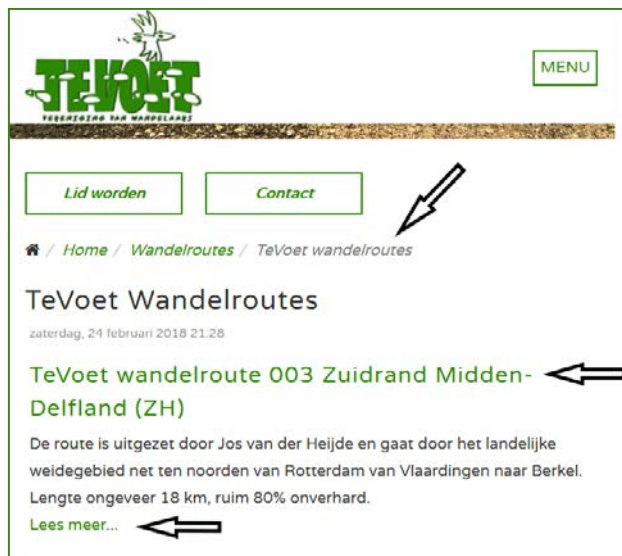 TEVOET
VERENIGING VAN WANDELAARS
MENU
Lid worden
Contact
/ Home / Wandelroutes / TeVoet wandelroutes
TeVoet Wandelroutes
zaterdag, 24 februari 2018 21:28
TeVoet wandelroute 003 Zuidrand Midden-
Delfland (ZH)
De route is uitgezet door Jos van der Heijde en gaat door het landelijke
weidegebied net ten noorden van Rotterdam van Vlaardingen naar Berkel.
Lengte ongeveer 18 km, ruim 80% onverhard.
Lees meer...